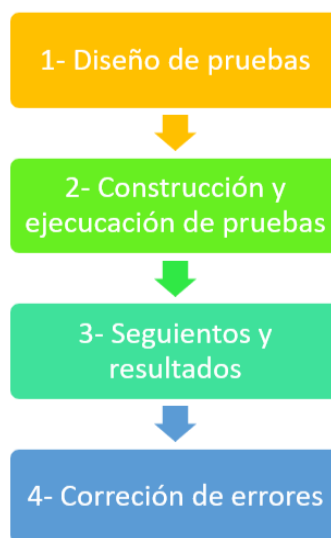 1- Diseño de pruebas
2- Construcción y
ejecucación de pruebas
3- Seguientos y
resultados
4- Correción de errores